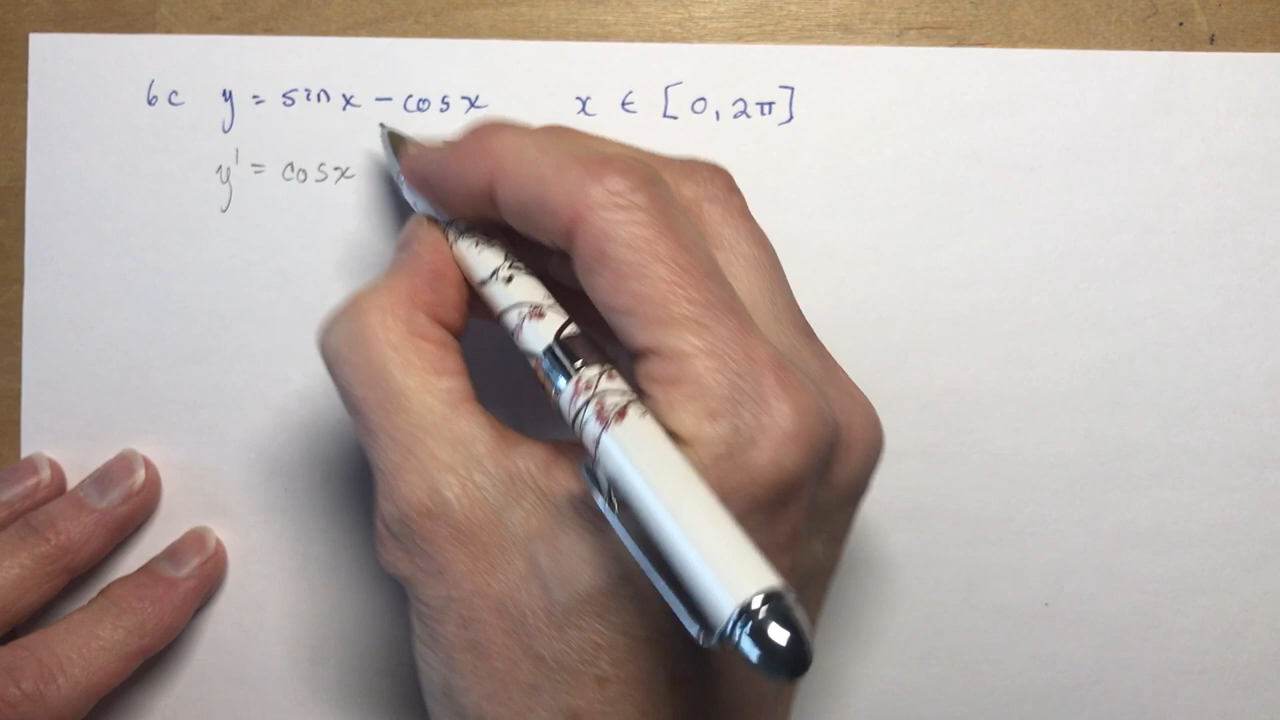 6c y = sin x - cos x x ∈ [0, 2π]
y' = cos x